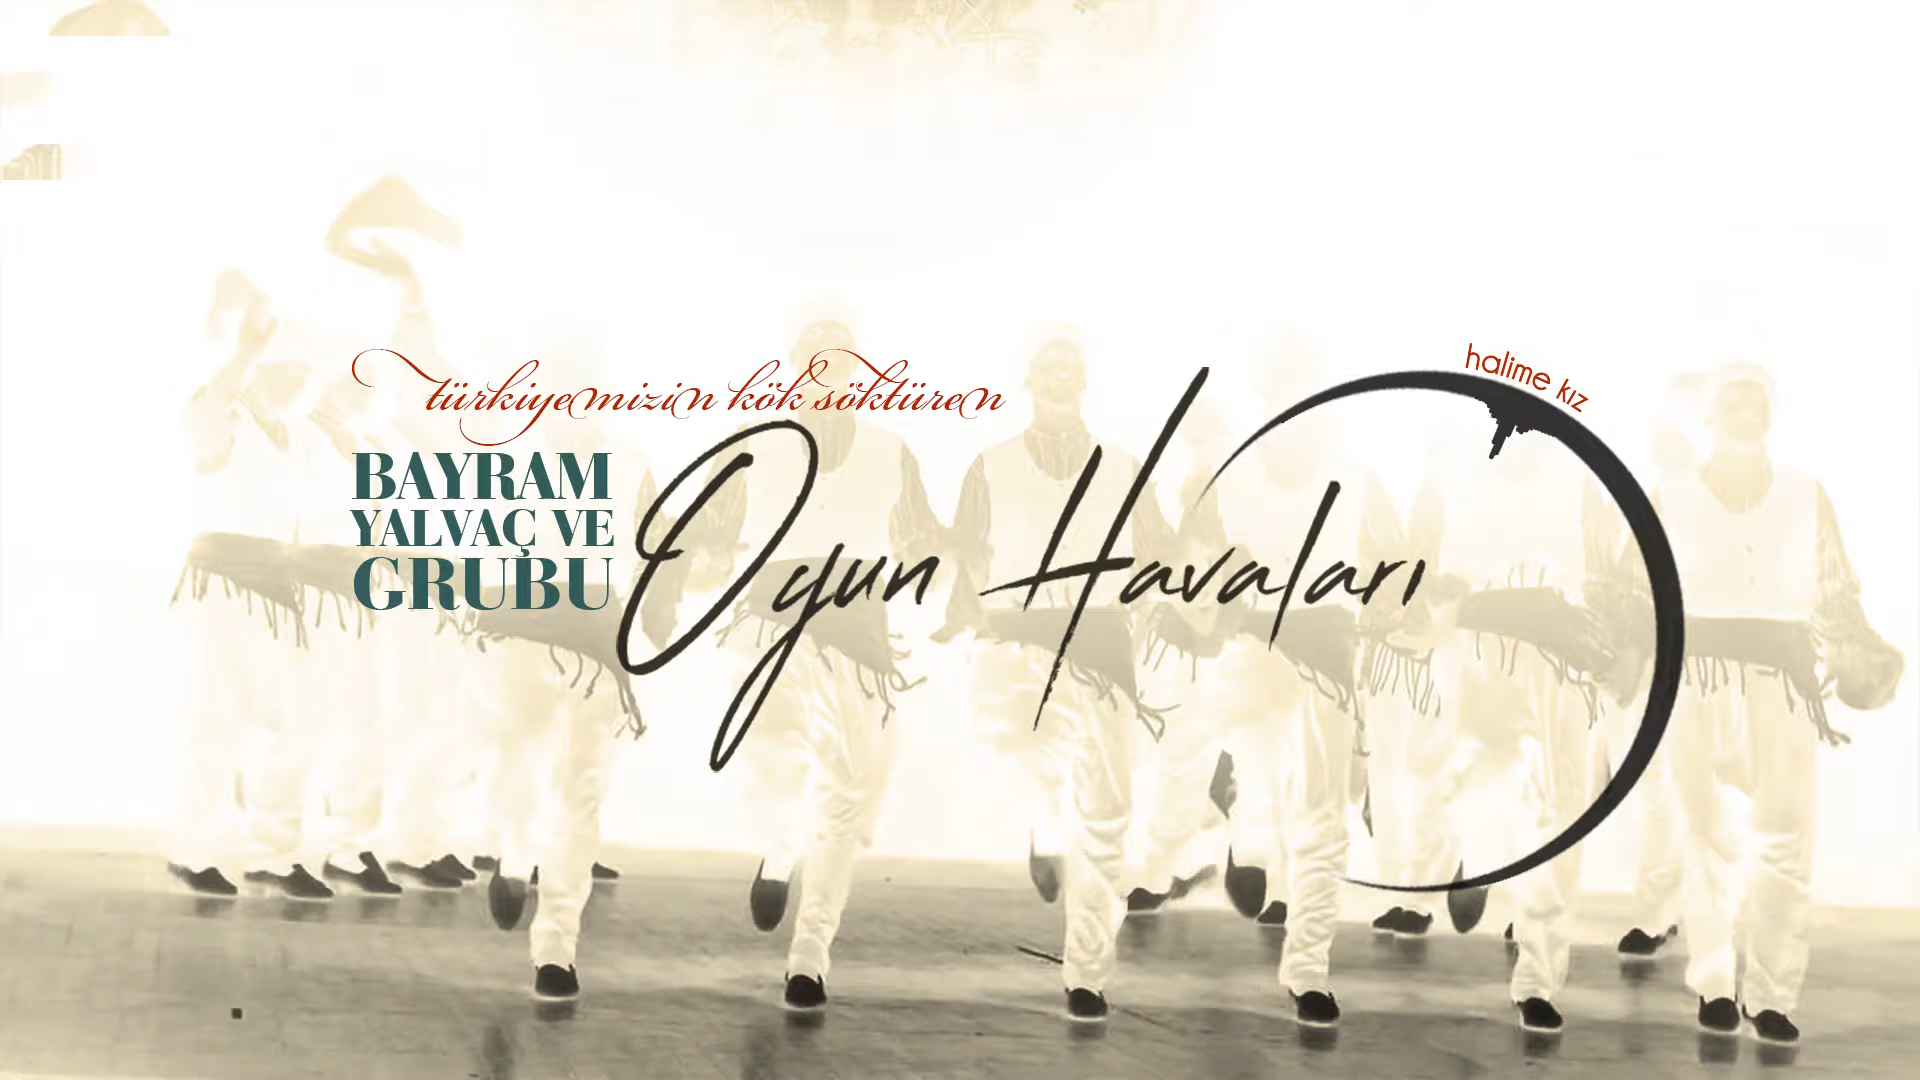 türkiyemizin kök söktüren
BAYRAM
YALVAÇ VE
GRUBU
Oyun Havaları
halime kız